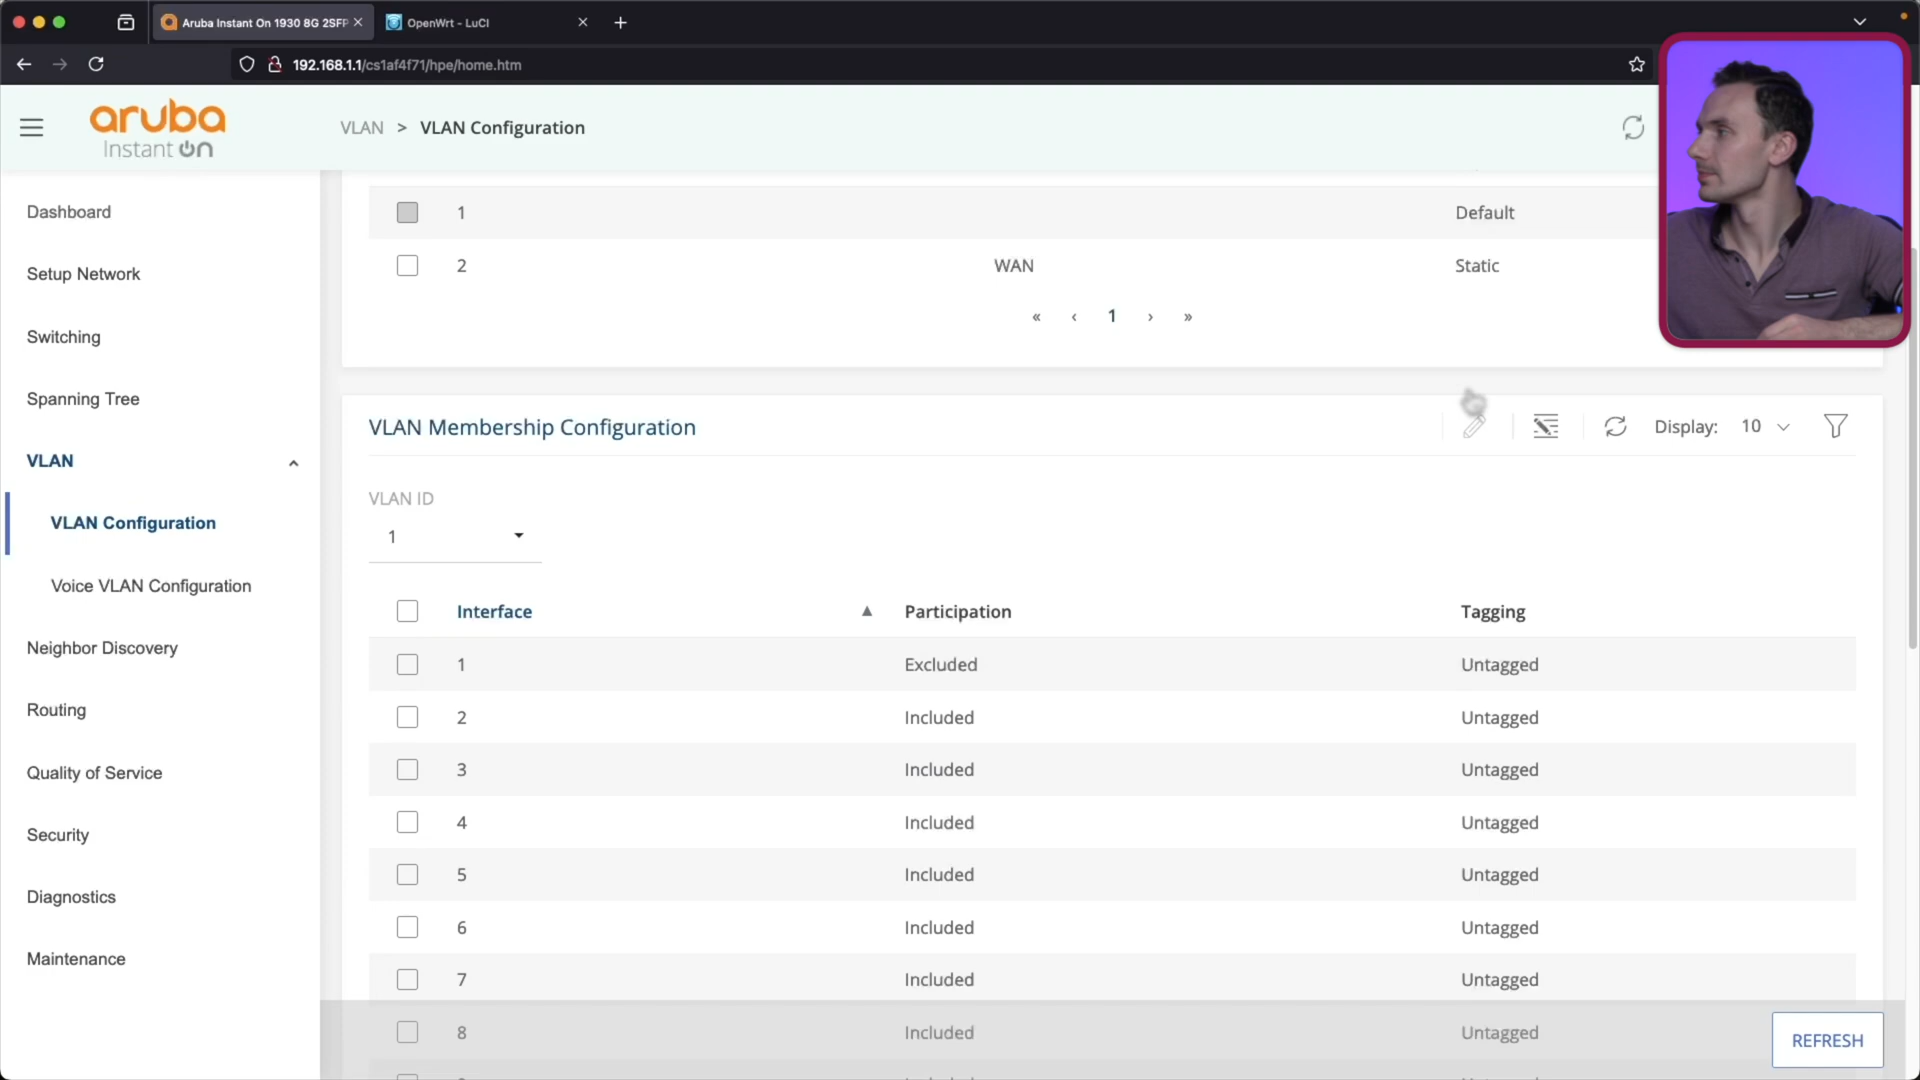 Aruba Instant On 1930 8G 2SFP
OpenWrt - LuCI
192.168.1.1/cs1af4f71/hpe/home.htm
aruba
Instant On
VLAN > VLAN Configuration
Dashboard
Setup Network
Switching
Spanning Tree
VLAN
VLAN Configuration
Voice VLAN Configuration
Neighbor Discovery
Routing
Quality of Service
Security
Diagnostics
Maintenance
1 Default
2 WAN Static
« ‹ 1 › »
VLAN Membership Configuration
Display: 10
VLAN ID
1
Interface ▲ Participation Tagging
1 Excluded Untagged
2 Included Untagged
3 Included Untagged
4 Included Untagged
5 Included Untagged
6 Included Untagged
7 Included Untagged
8 Included Untagged
REFRESH